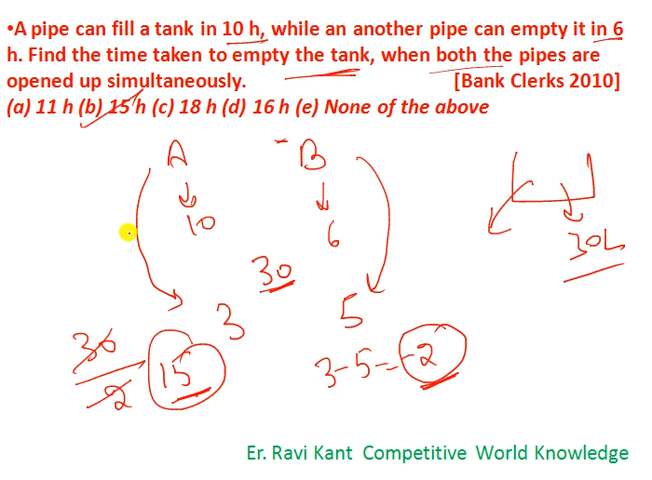 •A pipe can fill a tank in 10 h, while an another pipe can empty it in 6
h. Find the time taken to empty the tank, when both the pipes are
opened up simultaneously. [Bank Clerks 2010]
(a) 11 h (b) 15 h (c) 18 h (d) 16 h (e) None of the above
A - B
10 6
30L
30
3 5
30/2 15 3-5=-2
Er. Ravi Kant Competitive World Knowledge